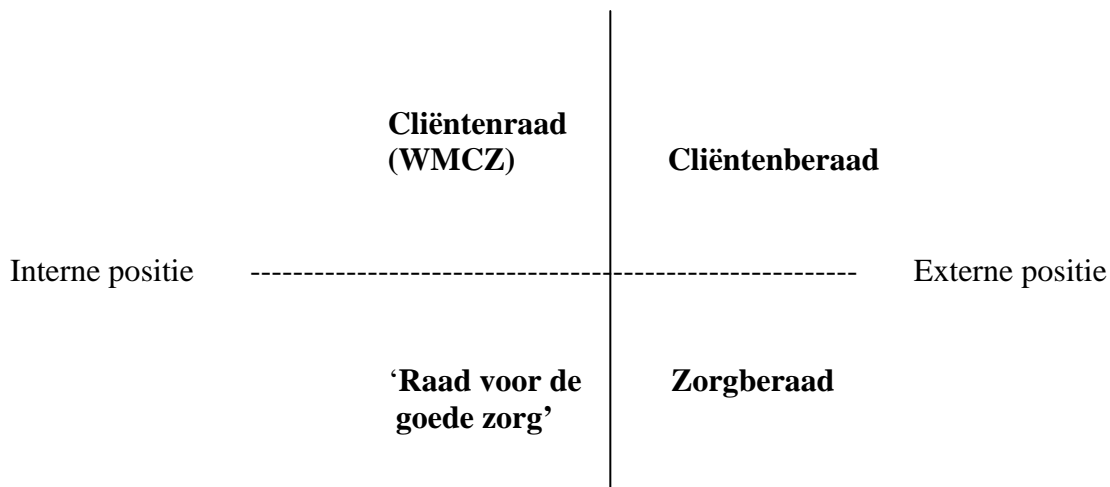 Cliëntenraad
(WMCZ)
Cliëntenberaad
Interne positie
Externe positie
‘Raad voor de
goede zorg’
Zorgberaad